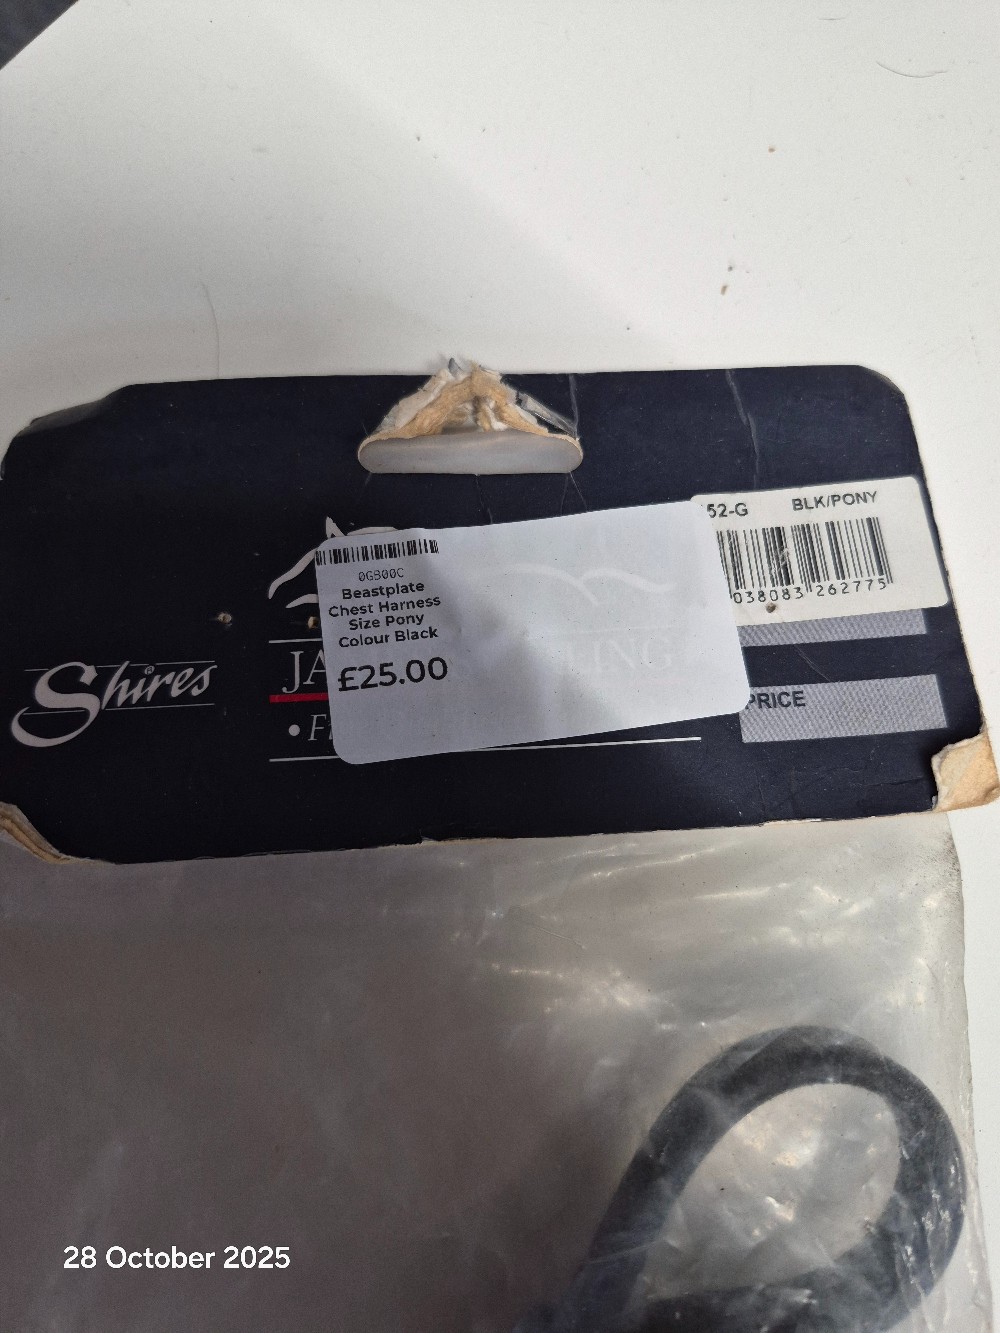 52-G BLK/PONY
038083 262775
0GB00C
Beastplate
Chest Harness
Size Pony
Colour Black
£25.00
Shires
PRICE
28 October 2025